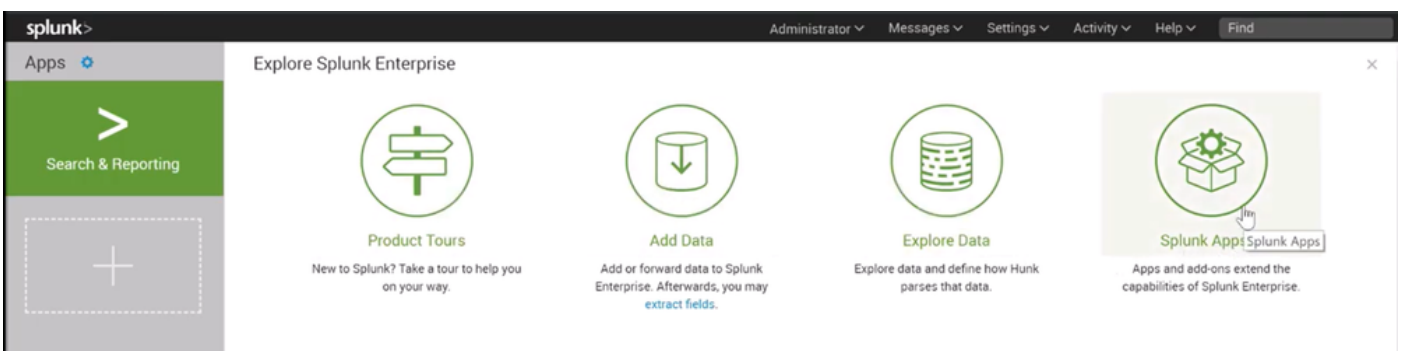 splunk>
Administrator Messages Settings Activity Help Find
Apps
Explore Splunk Enterprise
Search & Reporting
Product Tours
New to Splunk? Take a tour to help you
on your way.
Add Data
Add or forward data to Splunk
Enterprise. Afterwards, you may
extract fields.
Explore Data
Explore data and define how Hunk
parses that data.
Splunk Apps
Splunk Apps
Apps and add-ons extend the
capabilities of Splunk Enterprise.